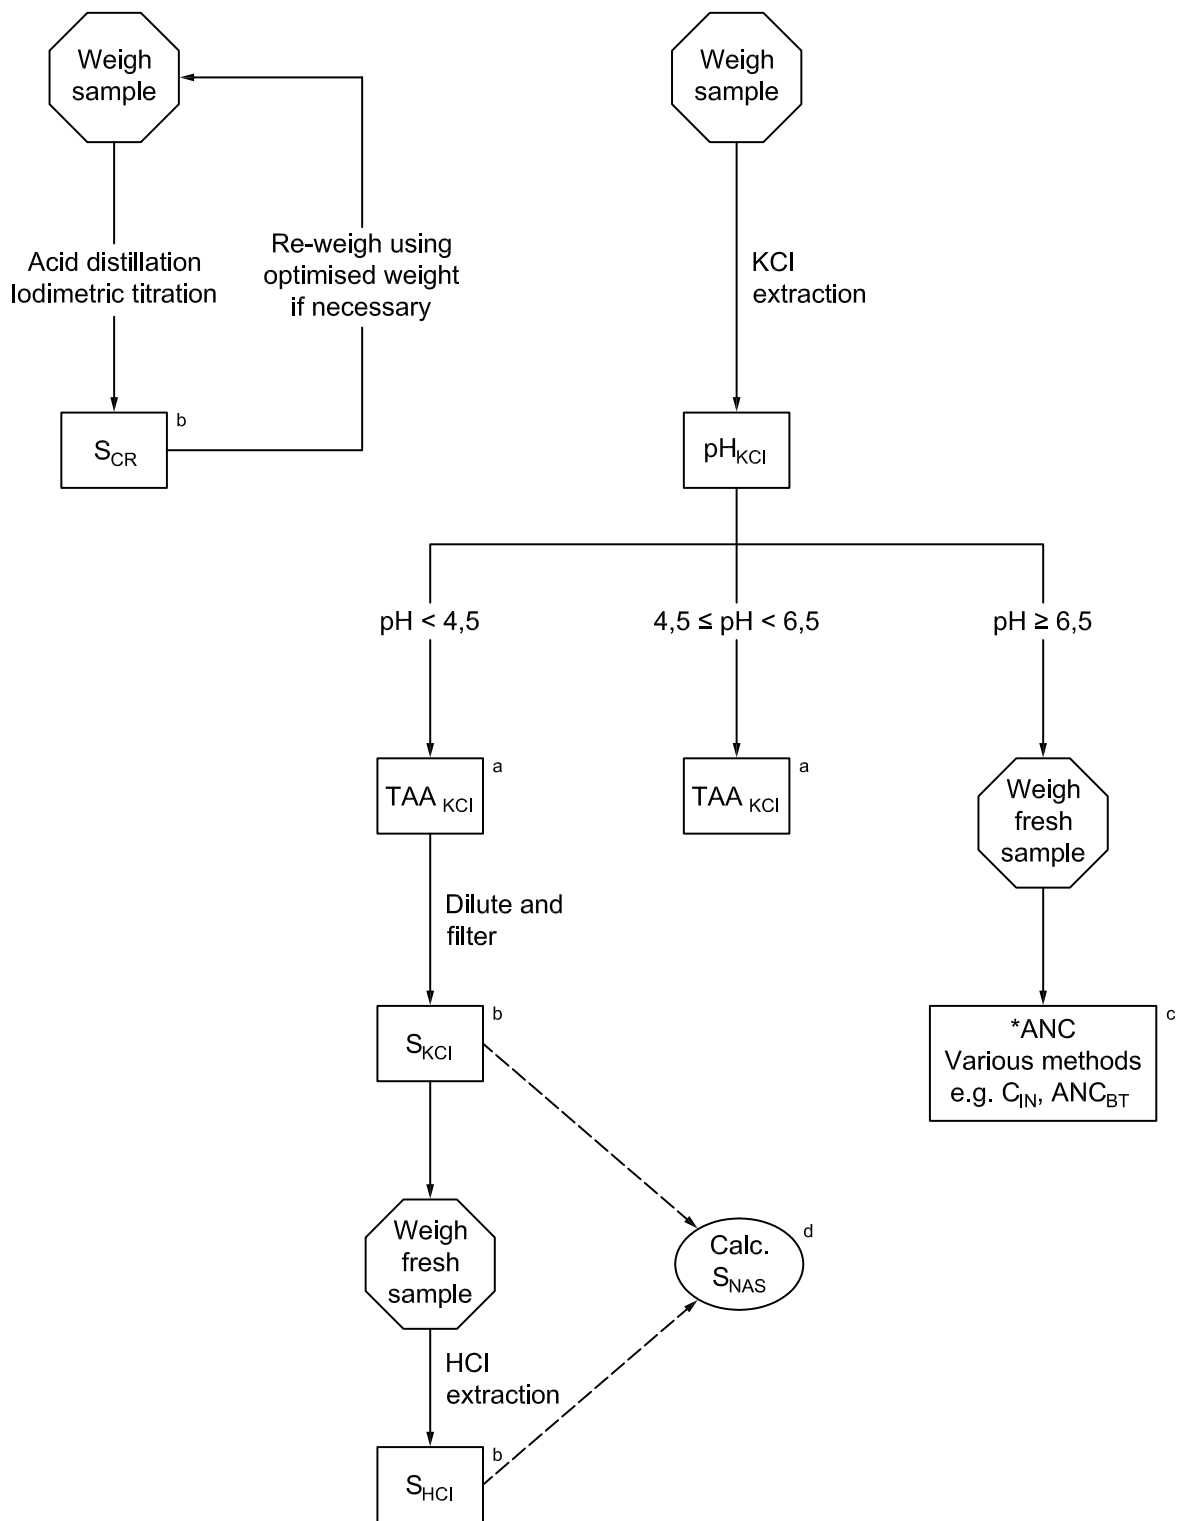 Weigh
sample
Weigh
sample
Acid distillation
Iodimetric titration
Re-weigh using
optimised weight
if necessary
KCl
extraction
b
S_CR
pH_KCl
pH < 4,5
4,5 ≤ pH < 6,5
pH ≥ 6,5
a
TAA KCl
a
TAA KCl
Weigh
fresh
sample
Dilute and
filter
b
S_KCl
c
*ANC
Various methods
e.g. C_IN, ANC_BT
Weigh
fresh
sample
d
Calc.
S_NAS
HCl
extraction
b
S_HCl